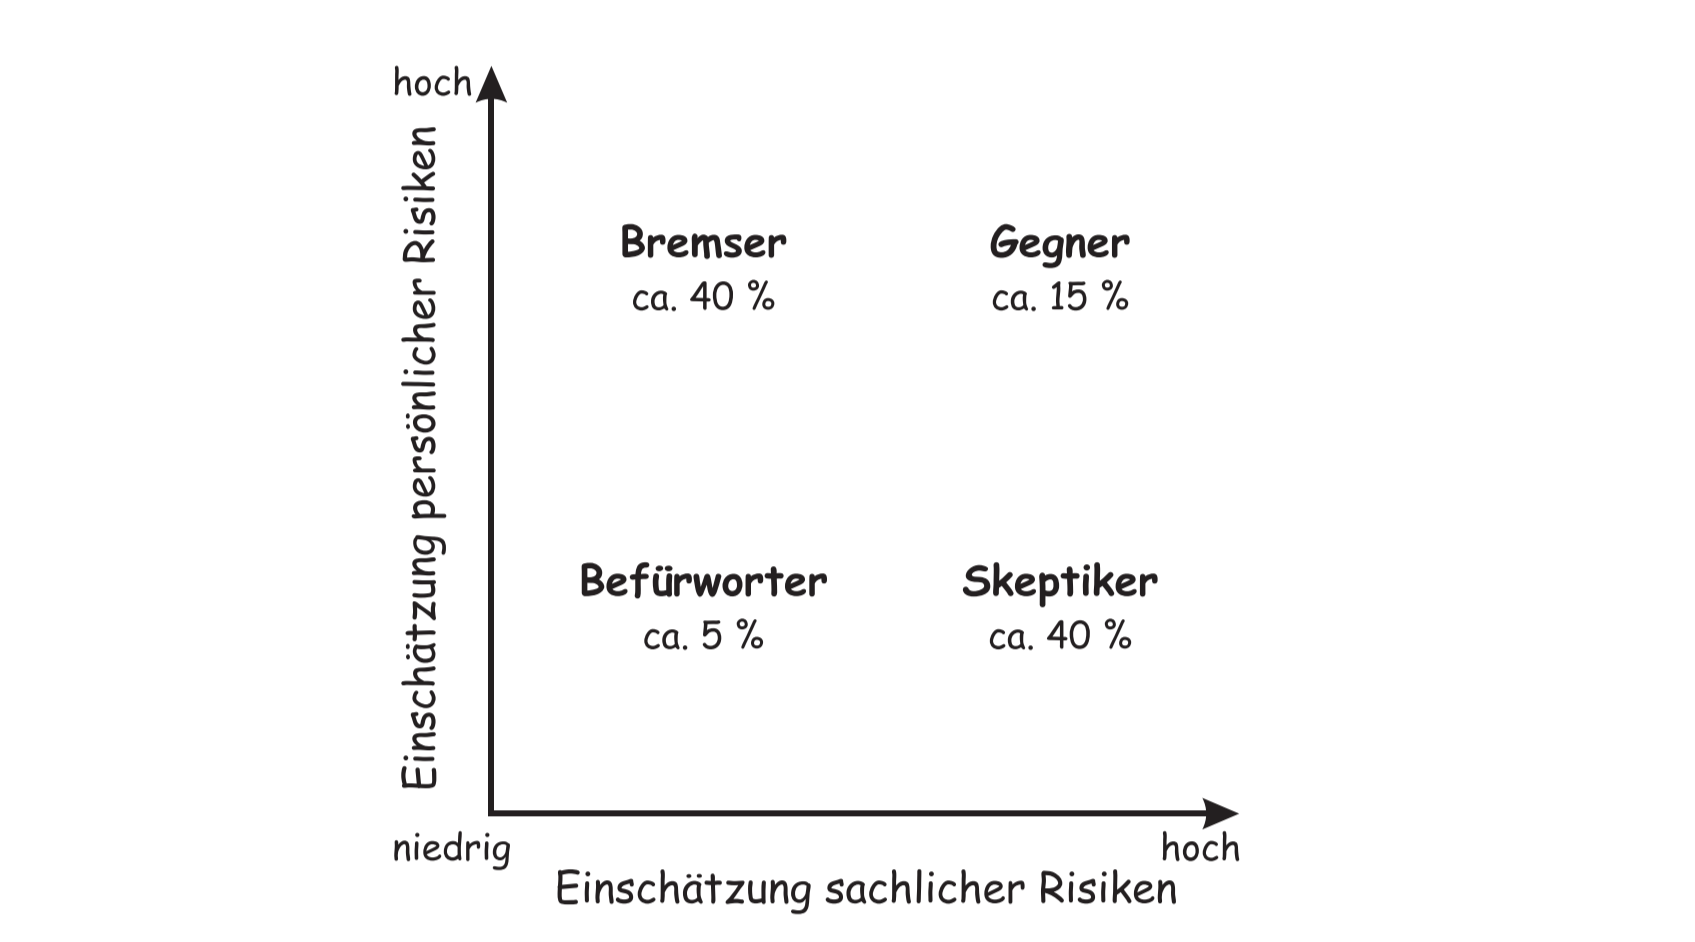 hoch
Einschätzung persönlicher Risiken
Bremser
ca. 40 %
Gegner
ca. 15 %
Befürworter
ca. 5 %
Skeptiker
ca. 40 %
niedrig
hoch
Einschätzung sachlicher Risiken